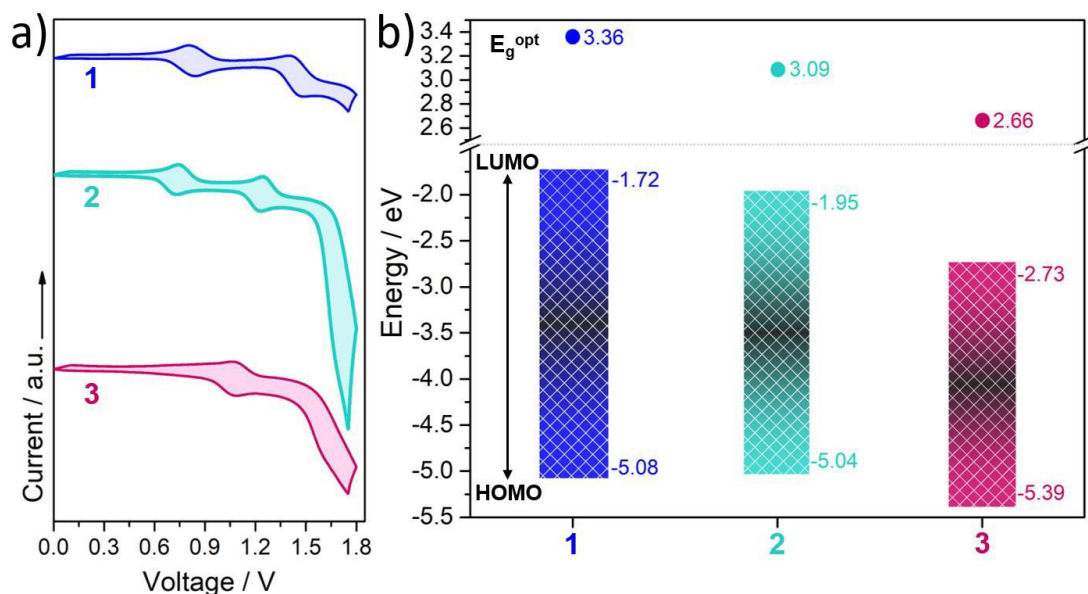 a)
1
2
3
Current / a.u.
0.0 0.3 0.6 0.9 1.2 1.5 1.8
Voltage / V
b)
E_g^opt
3.4
3.2
3.0
2.8
2.6
3.36
3.09
2.66
Energy / eV
-2.0
-2.5
-3.0
-3.5
-4.0
-4.5
-5.0
-5.5
LUMO
HOMO
-1.72
-1.95
-2.73
-5.08
-5.04
-5.39
1 2 3